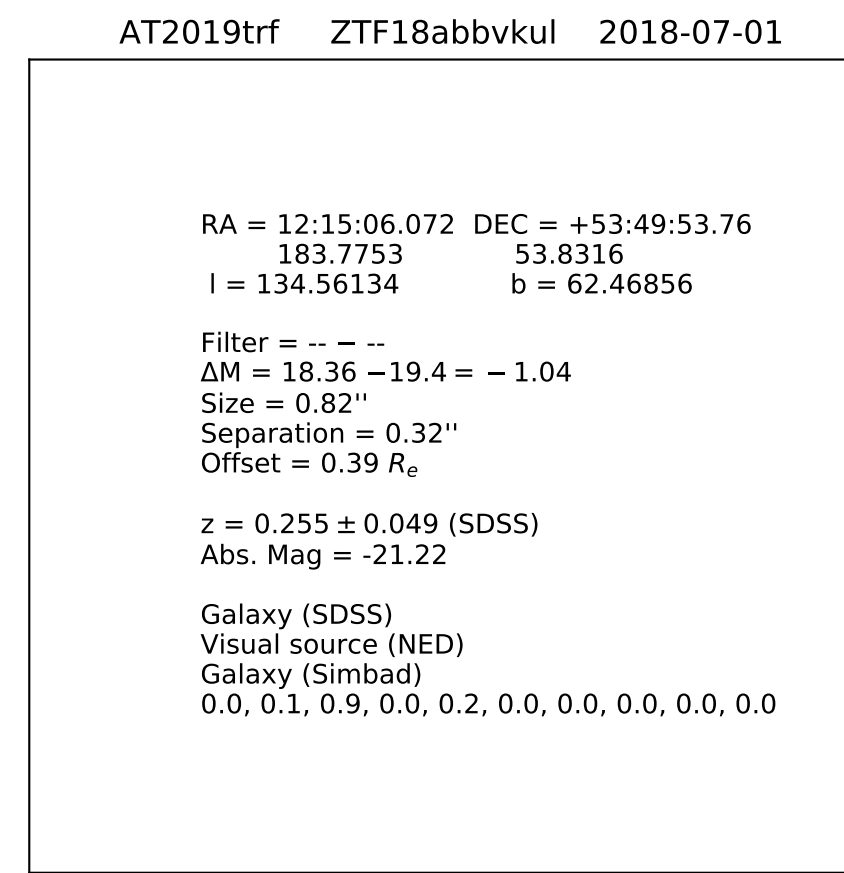 AT2019trf ZTF18abbvkul 2018-07-01
RA = 12:15:06.072 DEC = +53:49:53.76
183.7753 53.8316
l = 134.56134 b = 62.46856
Filter = -- − --
ΔM = 18.36 −19.4 = − 1.04
Size = 0.82''
Separation = 0.32''
Offset = 0.39 Rₑ
z = 0.255 ± 0.049 (SDSS)
Abs. Mag = -21.22
Galaxy (SDSS)
Visual source (NED)
Galaxy (Simbad)
0.0, 0.1, 0.9, 0.0, 0.2, 0.0, 0.0, 0.0, 0.0, 0.0